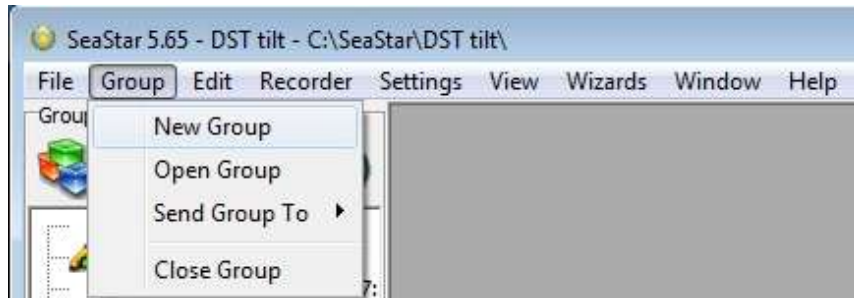 SeaStar 5.65 - DST tilt - C:\SeaStar\DST tilt\
File Group Edit Recorder Settings View Wizards Window Help
New Group
Open Group
Send Group To
Close Group
7: